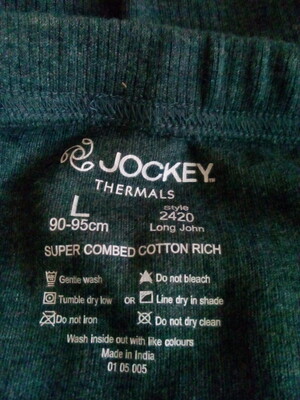 JOCKEY
THERMALS
L
90-95cm
Style
2420
Long John
SUPER COMBED COTTON RICH
Gentle wash
Do not bleach
Tumble dry low OR Line dry in shade
Do not iron
Do not dry clean
Wash inside out with like colours
Made in India
01 05 005